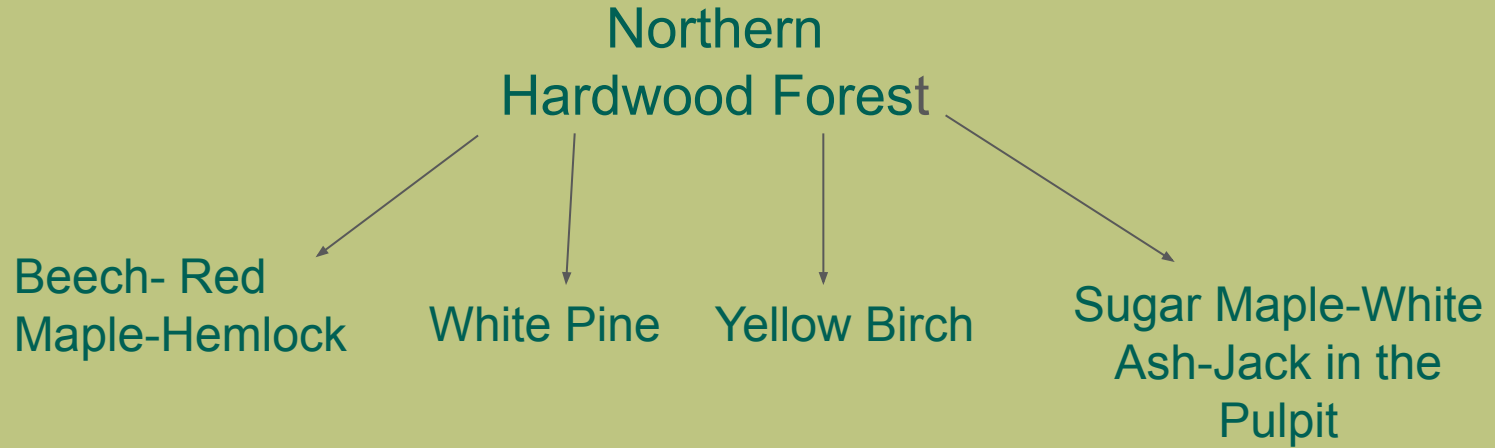 Northern
Hardwood Forest
Beech- Red
Maple-Hemlock
White Pine
Yellow Birch
Sugar Maple-White
Ash-Jack in the
Pulpit